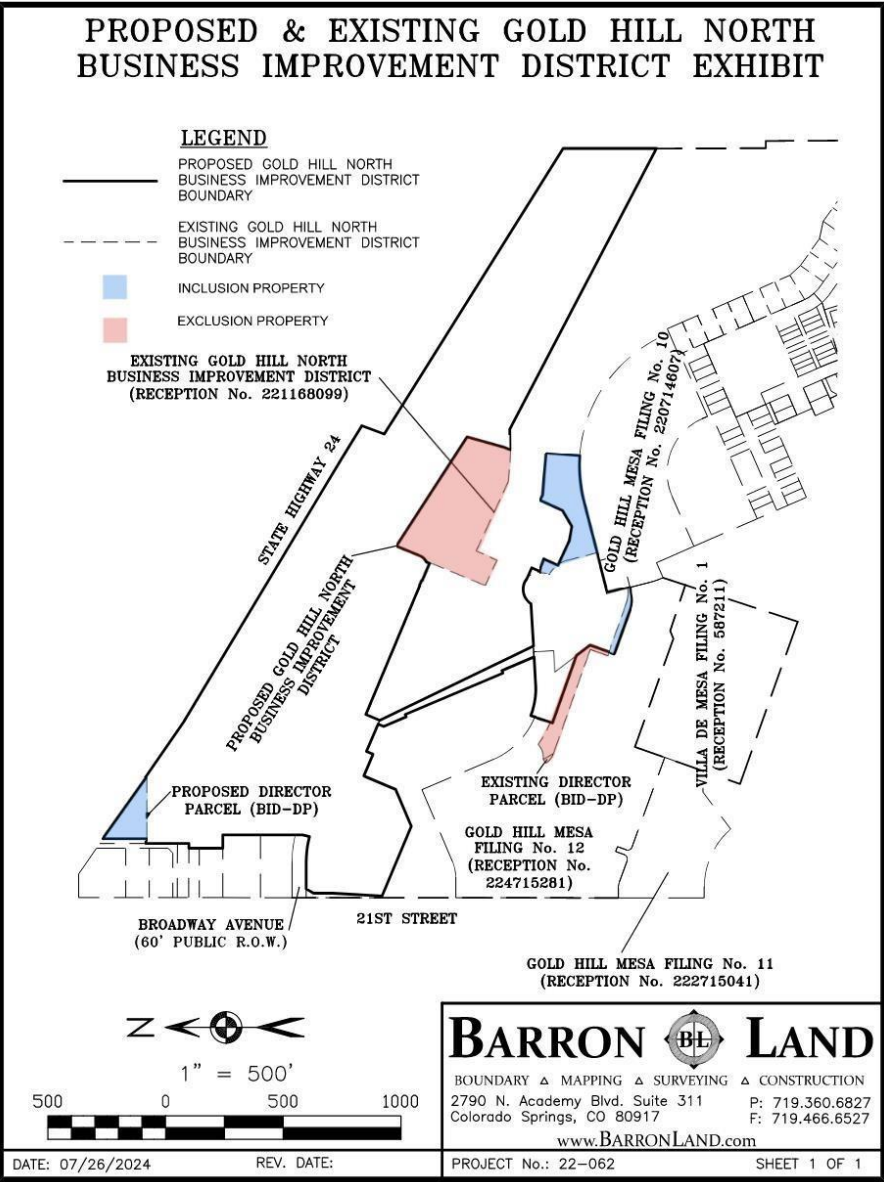 PROPOSED & EXISTING GOLD HILL NORTH
BUSINESS IMPROVEMENT DISTRICT EXHIBIT
LEGEND
PROPOSED GOLD HILL NORTH
BUSINESS IMPROVEMENT DISTRICT
BOUNDARY
EXISTING GOLD HILL NORTH
BUSINESS IMPROVEMENT DISTRICT
BOUNDARY
INCLUSION PROPERTY
EXCLUSION PROPERTY
EXISTING GOLD HILL NORTH
BUSINESS IMPROVEMENT DISTRICT
(RECEPTION No. 221168099)
STATE HIGHWAY 24
GOLD HILL MESA FILING No. 10
(RECEPTION No. 220714607)
PROPOSED GOLD HILL NORTH
BUSINESS IMPROVEMENT
DISTRICT
VILLA DE MESA FILING No. 1
(RECEPTION No. 587211)
PROPOSED DIRECTOR
PARCEL (BID-DP)
EXISTING DIRECTOR
PARCEL (BID-DP)
GOLD HILL MESA
FILING No. 12
(RECEPTION No.
224715281)
BROADWAY AVENUE
(60' PUBLIC R.O.W.)
21ST STREET
GOLD HILL MESA FILING No. 11
(RECEPTION No. 222715041)
N
1" = 500'
500 0 500 1000
BARRON B-L LAND
BOUNDARY △ MAPPING △ SURVEYING △ CONSTRUCTION
2790 N. Academy Blvd. Suite 311 P: 719.360.6827
Colorado Springs, CO 80917 F: 719.466.6527
www.BARRONLAND.com
DATE: 07/26/2024 REV. DATE: PROJECT No.: 22-062 SHEET 1 OF 1